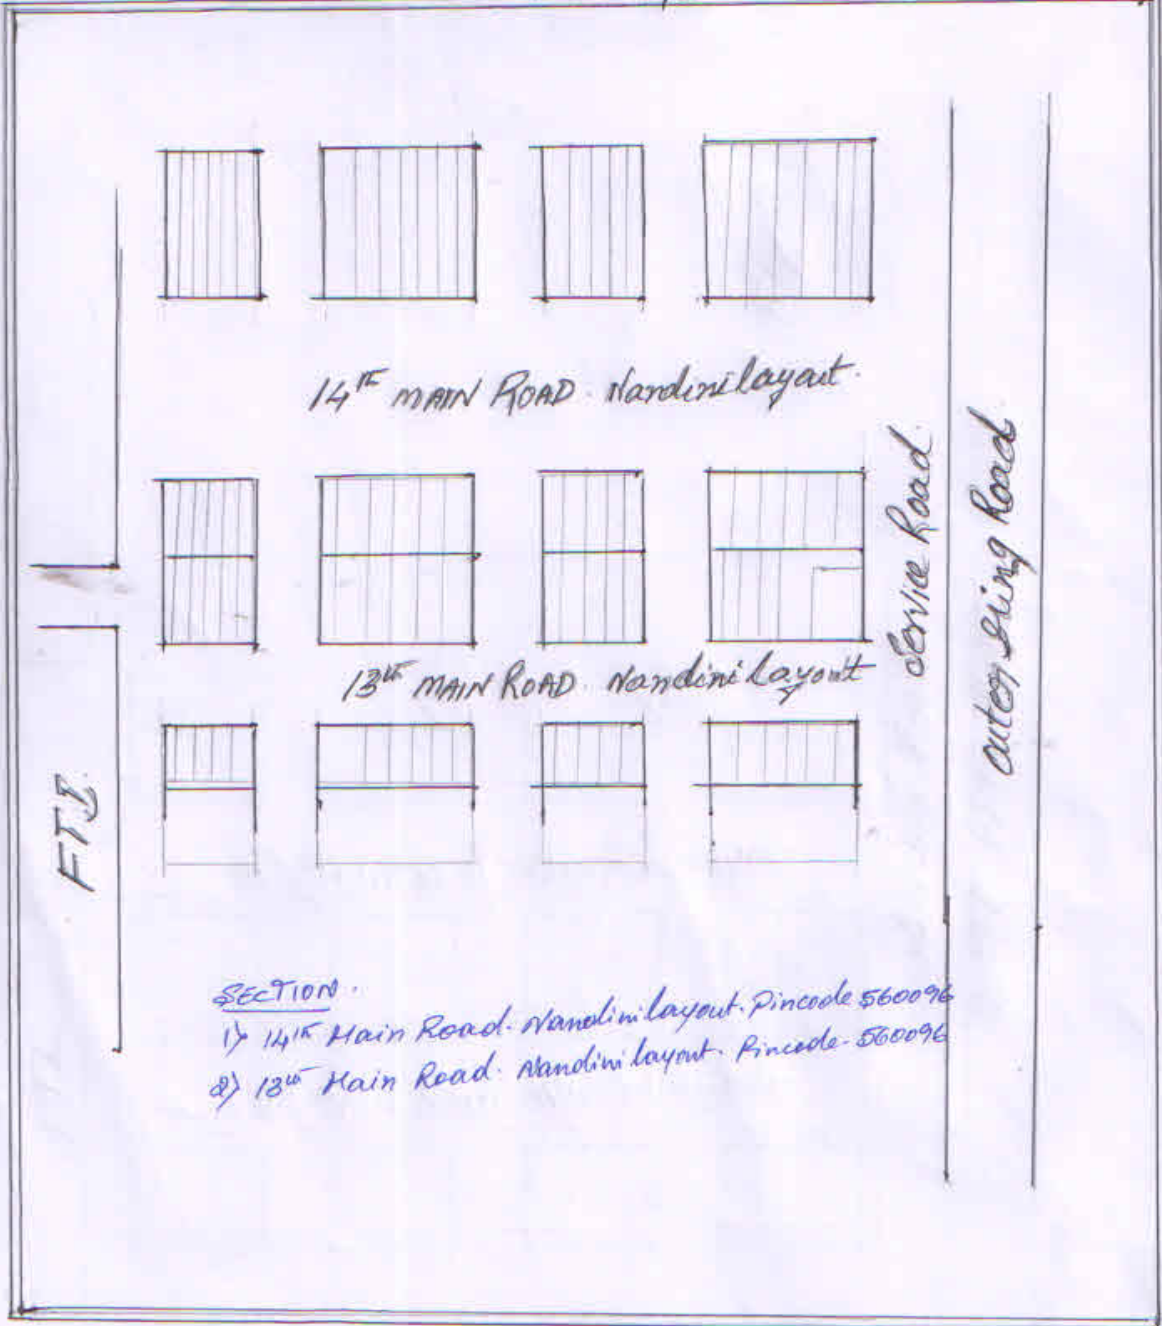 14th MAIN ROAD. Nandini layout.
Service Road.
outer ring Road
13th MAIN ROAD. Nandini layout
FTI.
SECTION.
1) 14th Main Road. Nandini layout. Pincode 560096
2) 13th Main Road. Nandini layout. Pincode. 560096